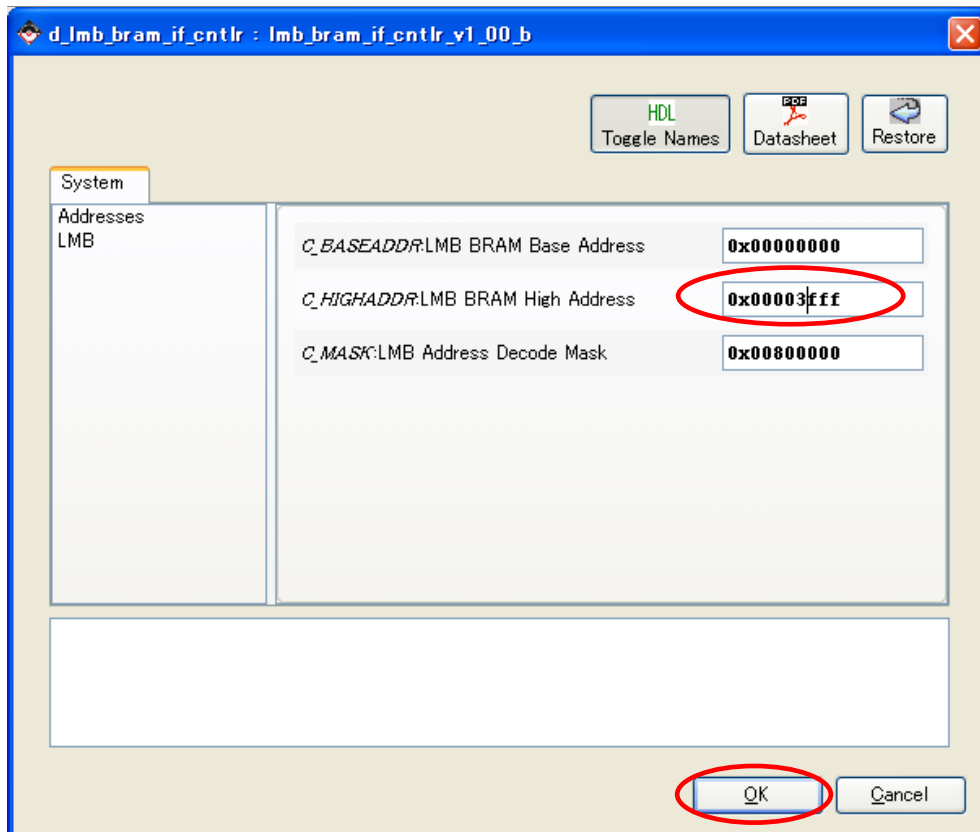 d_lmb_bram_if_cntlr : lmb_bram_if_cntlr_v1_00_b
HDL
Toggle Names
PDF
Datasheet
Restore
System
Addresses
LMB
C_BASEADDR:LMB BRAM Base Address
0x00000000
C_HIGHADDR:LMB BRAM High Address
0x00003fff
C_MASK:LMB Address Decode Mask
0x00800000
OK
Cancel